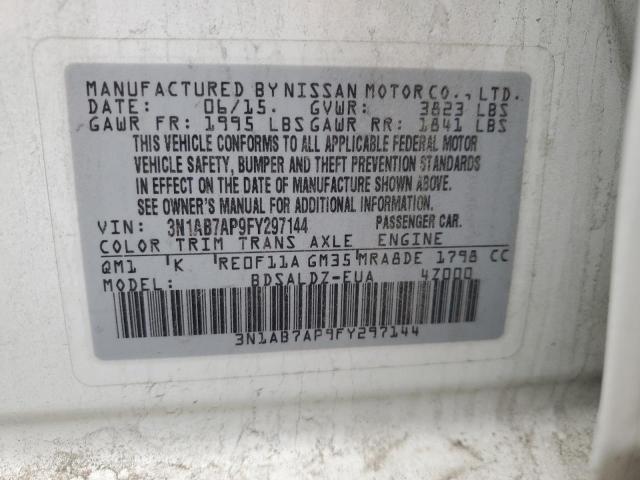 MANUFACTURED BY NISSAN MOTOR CO., LTD.
DATE: 06/15. GVWR: 3823 LBS
GAWR FR: 1995 LBS GAWR RR: 1841 LBS
THIS VEHICLE CONFORMS TO ALL APPLICABLE FEDERAL MOTOR
VEHICLE SAFETY, BUMPER AND THEFT PREVENTION STANDARDS
IN EFFECT ON THE DATE OF MANUFACTURE SHOWN ABOVE.
SEE OWNER'S MANUAL FOR ADDITIONAL INFORMATION.
VIN: 3N1AB7AP9FY297144 PASSENGER CAR.
COLOR TRIM TRANS AXLE ENGINE
QM1 K RE0F11A GM35 MRA8DE 1798 CC
MODEL: BDSALDZ-EUA 4Z000
3N1AB7AP9FY297144